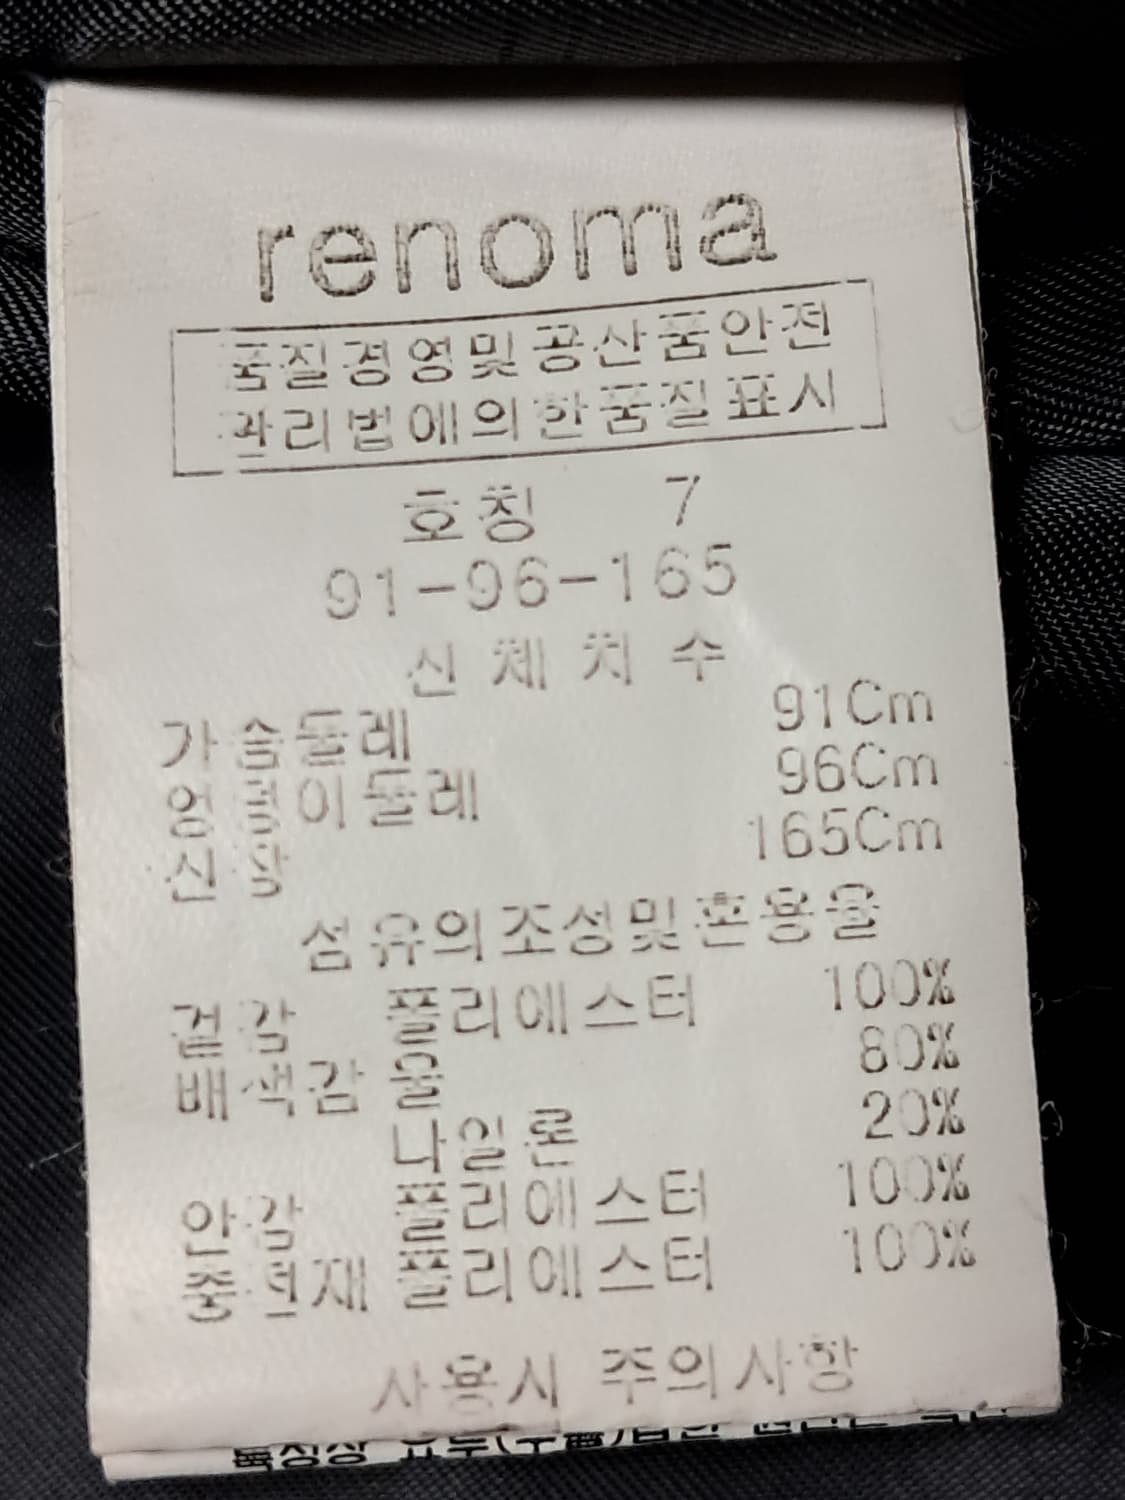 renoma
품질경영및공산품안전
관리법에의한품질표시
호칭 7
91-96-165
신체치수
가슴둘레 91Cm
엉덩이둘레 96Cm
신장 165Cm
섬유의조성및혼용율
겉감 폴리에스터 100%
배색감 울 80%
나일론 20%
안감 폴리에스터 100%
충전재 폴리에스터 100%
사용시 주의사항